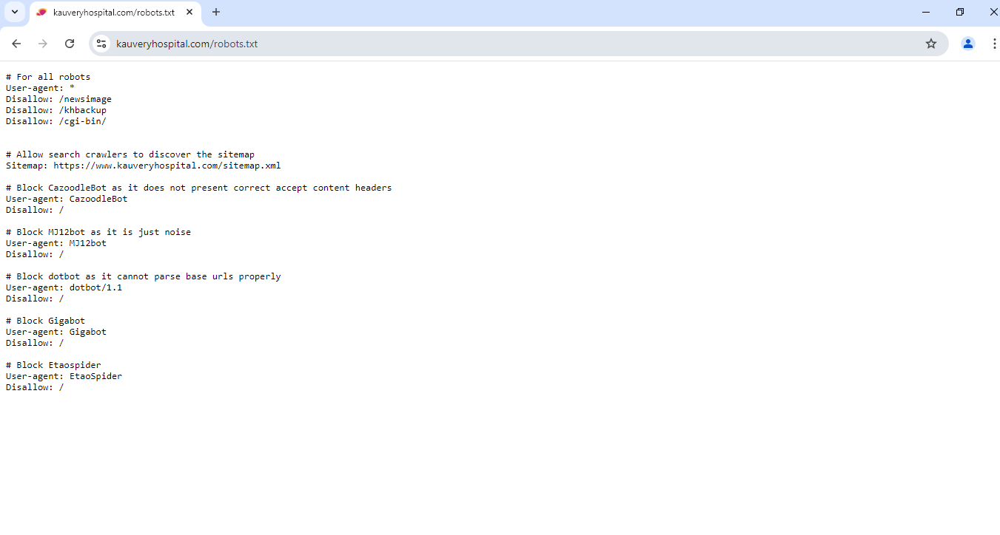 kauveryhospital.com/robots.txt
kauveryhospital.com/robots.txt
# For all robots
User-agent: *
Disallow: /newsimage
Disallow: /khbackup
Disallow: /cgi-bin/
# Allow search crawlers to discover the sitemap
Sitemap: https://www.kauveryhospital.com/sitemap.xml
# Block CazoodleBot as it does not present correct accept content headers
User-agent: CazoodleBot
Disallow: /
# Block MJ12bot as it is just noise
User-agent: MJ12bot
Disallow: /
# Block dotbot as it cannot parse base urls properly
User-agent: dotbot/1.1
Disallow: /
# Block Gigabot
User-agent: Gigabot
Disallow: /
# Block Etaospider
User-agent: EtaoSpider
Disallow: /